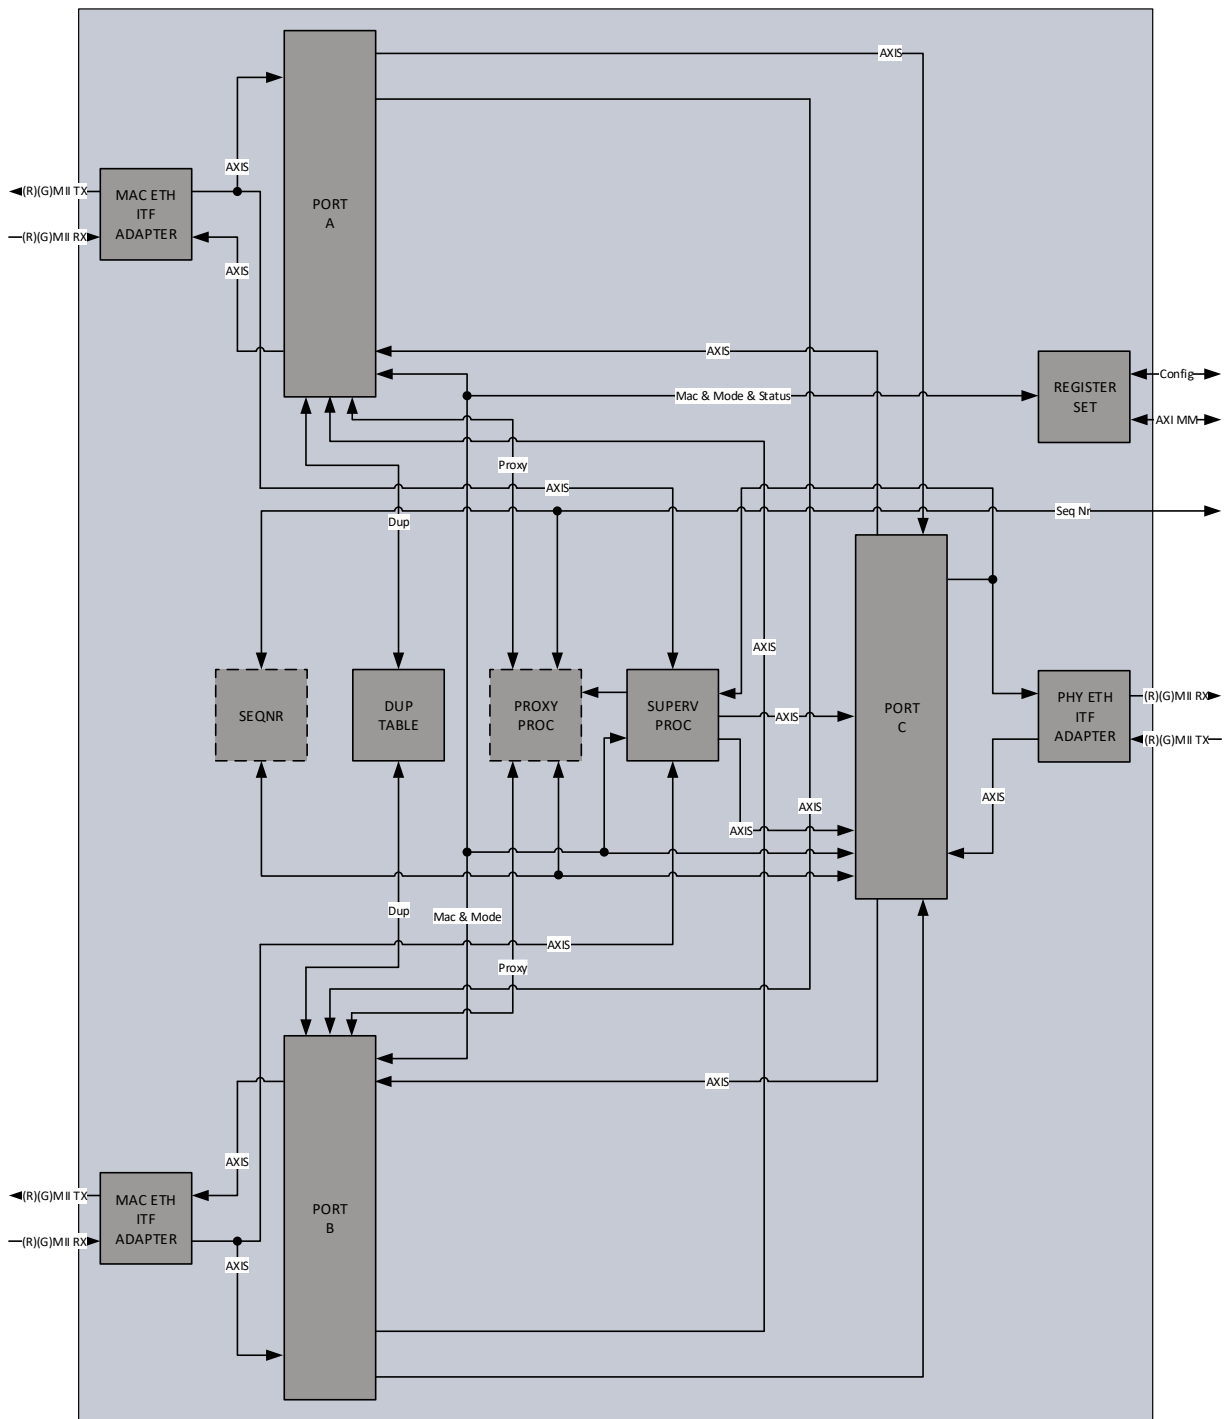 AXIS
AXIS
MAC ETH
ITF
ADAPTER
(R)(G)MII TX
(R)(G)MII RX
PORT
A
AXIS
AXIS
REGISTER
SET
Config
AXI MM
Mac & Mode & Status
Proxy
AXIS
Dup
Seq Nr
AXIS
SEQNR
DUP
TABLE
PROXY
PROC
SUPERV
PROC
AXIS
PORT
C
PHY ETH
ITF
ADAPTER
(R)(G)MII RX
(R)(G)MII TX
AXIS
AXIS
AXIS
Dup
Mac & Mode
AXIS
Proxy
AXIS
AXIS
MAC ETH
ITF
ADAPTER
(R)(G)MII TX
(R)(G)MII RX
PORT
B
AXIS